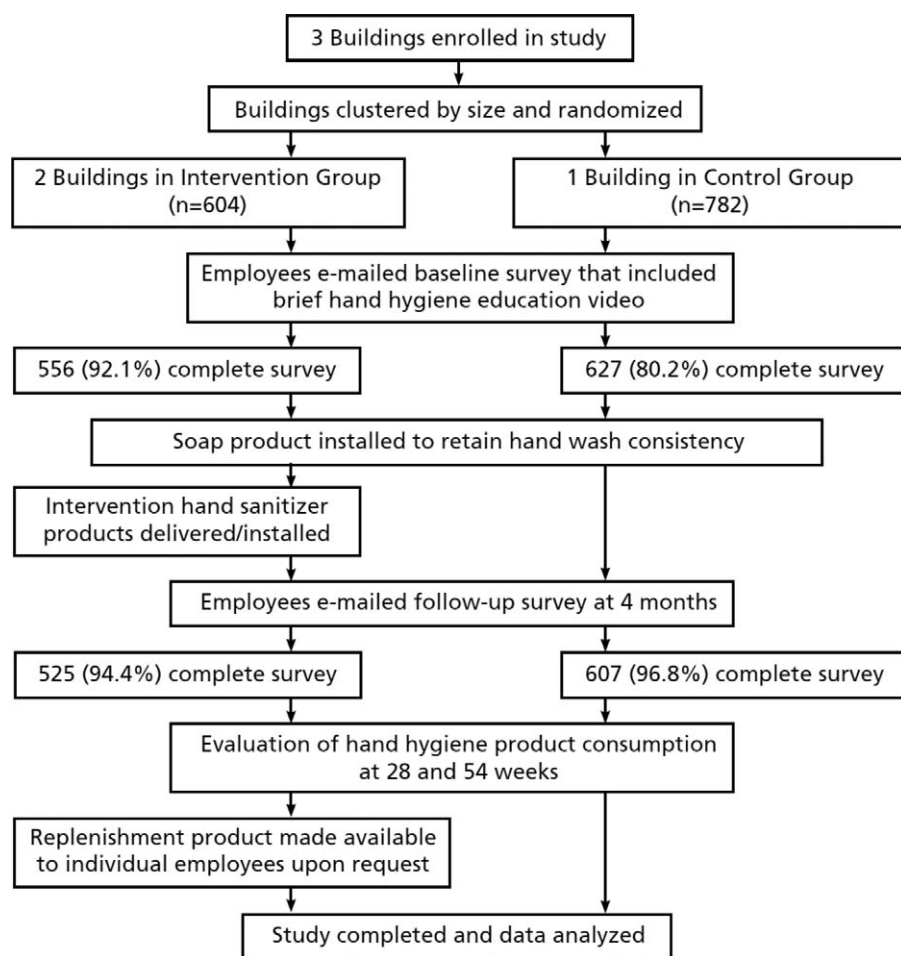 3 Buildings enrolled in study
Buildings clustered by size and randomized
2 Buildings in Intervention Group
(n=604)
1 Building in Control Group
(n=782)
Employees e-mailed baseline survey that included
brief hand hygiene education video
556 (92.1%) complete survey
627 (80.2%) complete survey
Soap product installed to retain hand wash consistency
Intervention hand sanitizer
products delivered/installed
Employees e-mailed follow-up survey at 4 months
525 (94.4%) complete survey
607 (96.8%) complete survey
Evaluation of hand hygiene product consumption
at 28 and 54 weeks
Replenishment product made available
to individual employees upon request
Study completed and data analyzed